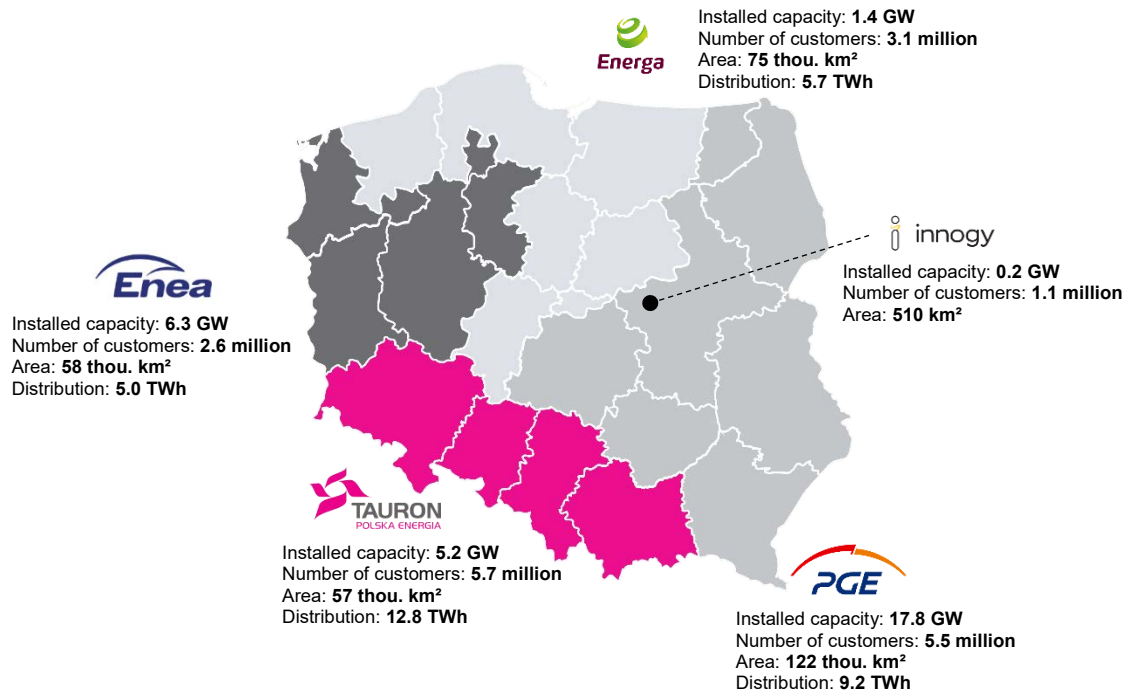 Energa
Installed capacity: 1.4 GW
Number of customers: 3.1 million
Area: 75 thou. km²
Distribution: 5.7 TWh
innogy
Installed capacity: 0.2 GW
Number of customers: 1.1 million
Area: 510 km²
Enea
Installed capacity: 6.3 GW
Number of customers: 2.6 million
Area: 58 thou. km²
Distribution: 5.0 TWh
TAURON
POLSKA ENERGIA
Installed capacity: 5.2 GW
Number of customers: 5.7 million
Area: 57 thou. km²
Distribution: 12.8 TWh
PGE
Installed capacity: 17.8 GW
Number of customers: 5.5 million
Area: 122 thou. km²
Distribution: 9.2 TWh